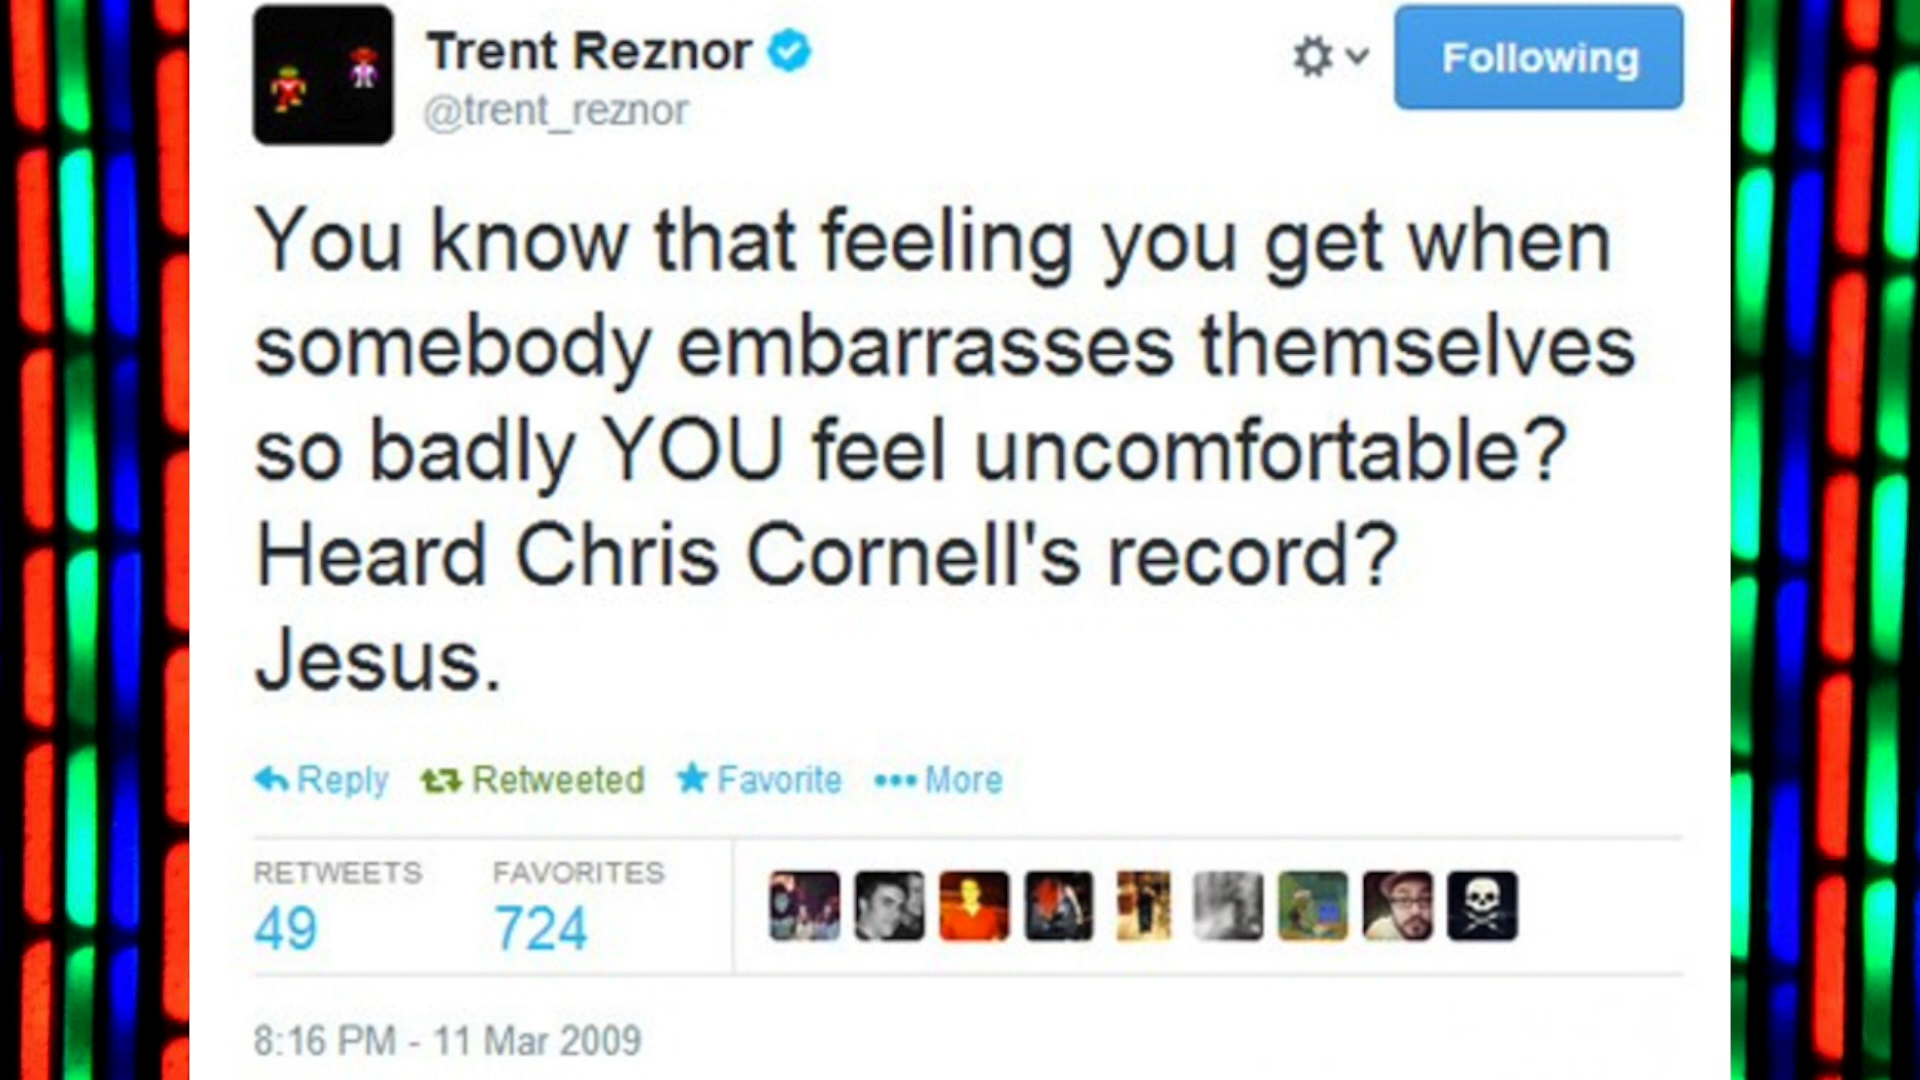 Trent Reznor
@trent_reznor
Following
You know that feeling you get when
somebody embarrasses themselves
so badly YOU feel uncomfortable?
Heard Chris Cornell's record?
Jesus.
Reply Retweeted Favorite More
RETWEETS FAVORITES
49 724
8:16 PM - 11 Mar 2009